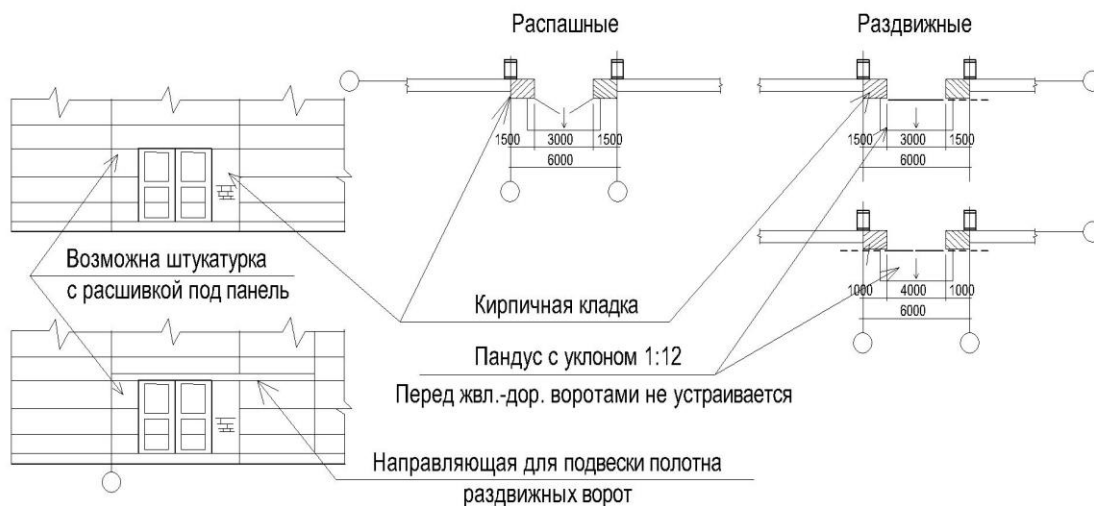 Распашные
Раздвижные
1500 3000 1500
6000
1500 3000 1500
6000
Возможна штукатурка
с расшивкой под панель
Кирпичная кладка
1000 4000 1000
6000
Пандус с уклоном 1:12
Перед жвл.-дор. воротами не устраивается
Направляющая для подвески полотна
раздвижных ворот